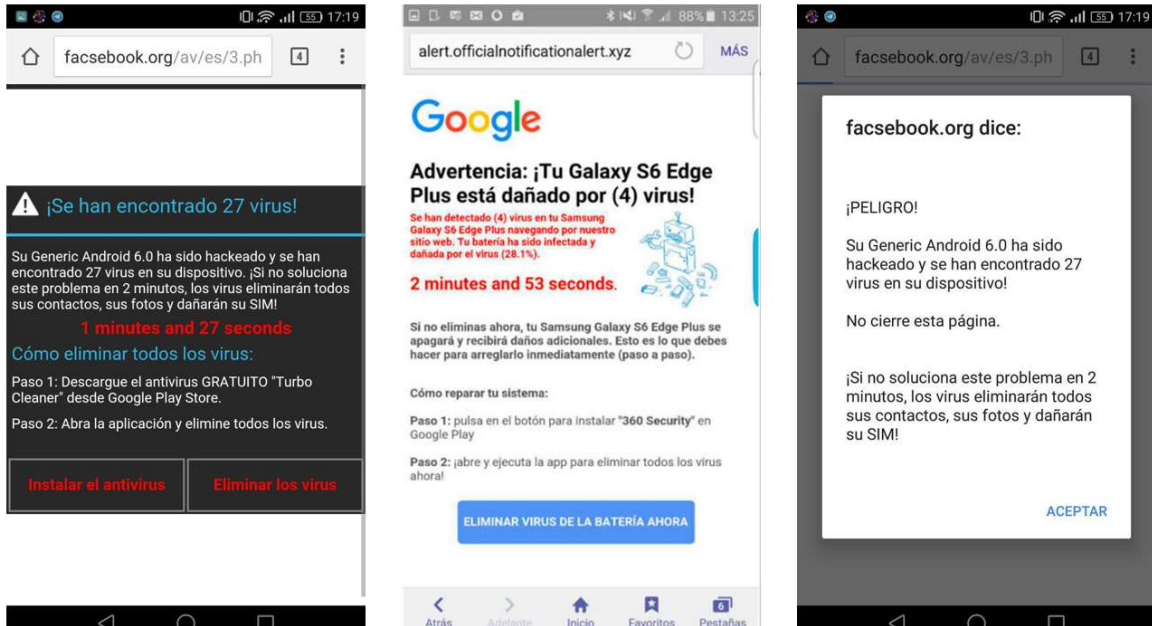 55 17:19
facsebook.org/av/es/3.ph
4
¡Se han encontrado 27 virus!
Su Generic Android 6.0 ha sido hackeado y se han
encontrado 27 virus en su dispositivo. ¡Si no soluciona
este problema en 2 minutos, los virus eliminarán todos
sus contactos, sus fotos y dañarán su SIM!
1 minutes and 27 seconds
Cómo eliminar todos los virus:
Paso 1: Descargue el antivirus GRATUITO "Turbo
Cleaner" desde Google Play Store.
Paso 2: Abra la aplicación y elimine todos los virus.
Instalar el antivirus
Eliminar los virus
88% 13:25
alert.officialnotificationalert.xyz
MÁS
Google
Advertencia: ¡Tu Galaxy S6 Edge
Plus está dañado por (4) virus!
Se han detectado (4) virus en tu Samsung
Galaxy S6 Edge Plus navegando por nuestro
sitio web. Tu batería ha sido infectada y
dañada por el virus (28.1%).
2 minutes and 53 seconds.
Si no eliminas ahora, tu Samsung Galaxy S6 Edge Plus se
apagará y recibirá daños adicionales. Esto es lo que debes
hacer para arreglarlo inmediatamente (paso a paso).
Cómo reparar tu sistema:
Paso 1: pulsa en el botón para instalar "360 Security" en
Google Play
Paso 2: ¡abre y ejecuta la app para eliminar todos los virus
ahora!
ELIMINAR VIRUS DE LA BATERÍA AHORA
Atrás
Adelante
Inicio
Favoritos
6
Pestañas
55 17:19
facsebook.org/av/es/3.ph
4
facsebook.org dice:
¡PELIGRO!
Su Generic Android 6.0 ha sido
hackeado y se han encontrado 27
virus en su dispositivo!
No cierre esta página.
¡Si no soluciona este problema en 2
minutos, los virus eliminarán todos
sus contactos, sus fotos y dañarán
su SIM!
ACEPTAR